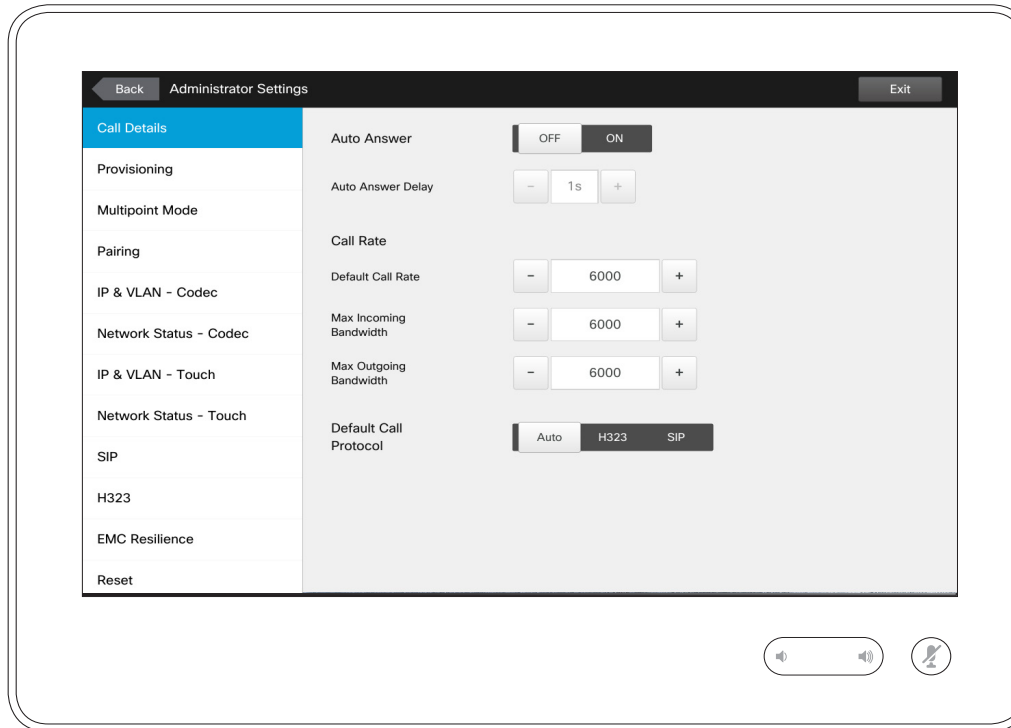 Back Administrator Settings Exit
Call Details
Provisioning
Multipoint Mode
Pairing
IP & VLAN - Codec
Network Status - Codec
IP & VLAN - Touch
Network Status - Touch
SIP
H323
EMC Resilience
Reset
Auto Answer OFF ON
Auto Answer Delay - 1s +
Call Rate
Default Call Rate - 6000 +
Max Incoming
Bandwidth - 6000 +
Max Outgoing
Bandwidth - 6000 +
Default Call
Protocol Auto H323 SIP